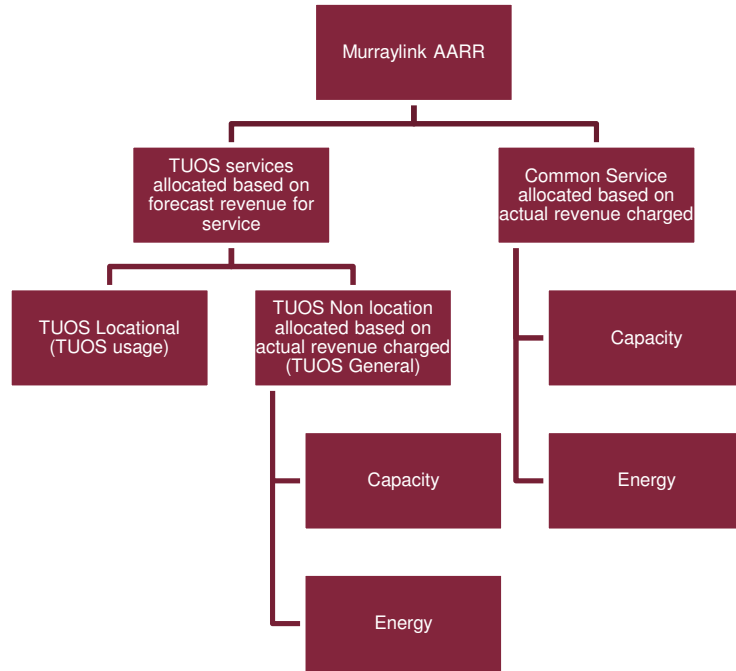 Murraylink AARR
TUOS services
allocated based on
forecast revenue for
service
Common Service
allocated based on
actual revenue charged
TUOS Locational
(TUOS usage)
TUOS Non location
allocated based on
actual revenue charged
(TUOS General)
Capacity
Capacity
Energy
Energy